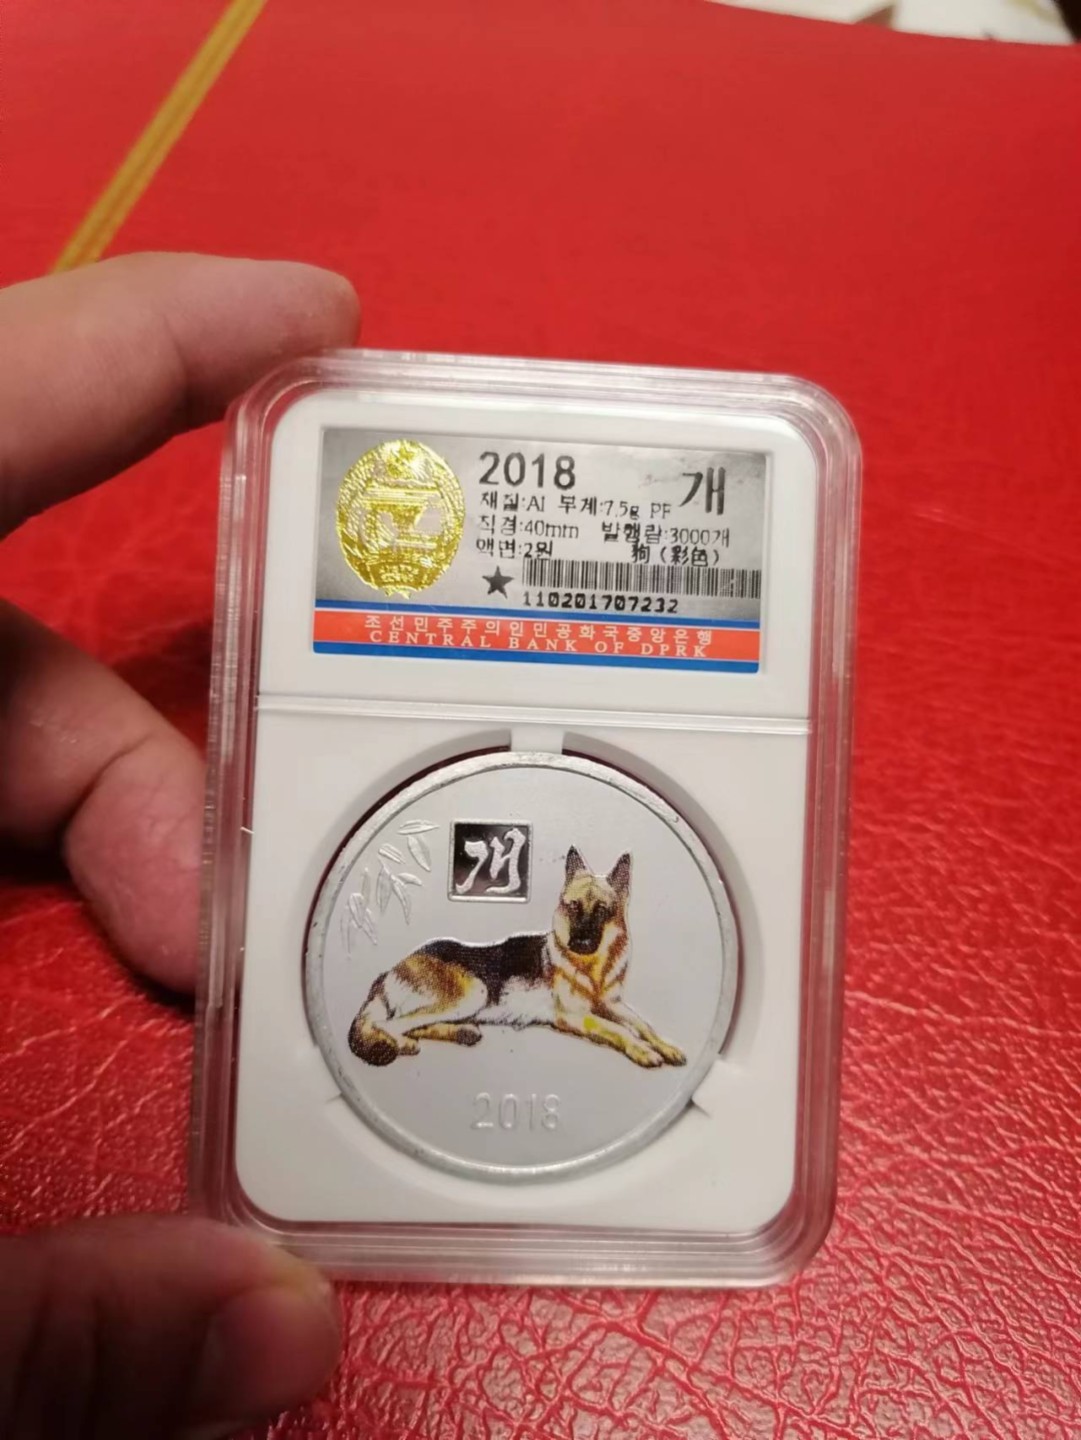 2018 개
재질:Al 무게:7.5g PF
직경:40mm 발행량:3000개
액면:2원 狗(彩色)
★
110201707232
조선민주주의인민공화국중앙은행
CENTRAL BANK OF DPRK
개
2018